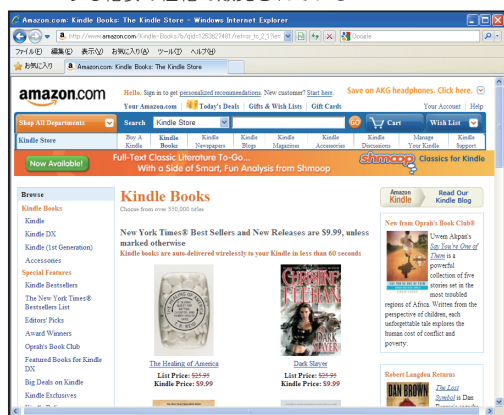 Amazon.com: Kindle Books: The Kindle Store - Windows Internet Explorer
ファイル(F) 編集(E) 表示(V) お気に入り(A) ツール(T) ヘルプ(H)
お気に入り Amazon.com: Kindle Books: The Kindle Store
amazon.com
Hello. Sign in to get personalized recommendations. New customer? Start here.
Save on AKG headphones. Click here.
Your Amazon.com Today's Deals Gifts & Wish Lists Gift Cards Your Account Help
Shop All Departments Search Kindle Store GO Cart Wish List
Kindle Store Buy A Kindle Kindle Books Kindle Newspapers Kindle Blogs Kindle Magazines Kindle Accessories Kindle Discussions Manage Your Kindle Kindle Support
Now Available!
Full-Text Classic Literature To-Go...
With a Side of Smart, Fun Analysis from Shmoop
shmoop Classics for Kindle
Browse
Kindle Books
Kindle
Kindle DX
Kindle (1st Generation)
Accessories
Special Features
Kindle Bestsellers
The New York Times®
Bestsellers List
Editors' Picks
Award Winners
Oprah's Book Club
Featured Books for Kindle
DX
Big Deals on Kindle
Kindle Exclusives
Kindle Books
Choose from over 350,000 titles
New York Times® Best Sellers and New Releases are $9.99, unless
marked otherwise
Kindle books are auto-delivered wirelessly to your Kindle in less than 60 seconds
The Healing of America
List Price: $25.95
Kindle Price: $9.99
CHRISTINE
FEEHAN
DARK
SLAYER
Dark Slayer
List Price: $25.95
Kindle Price: $9.99
Amazon
Kindle
Read Our
Kindle Blog
New from Oprah's Book Club®
Uwem Akpan's
Say You're One of
Them is a
powerful
collection of five
stories set in the
most troubled
regions of Africa. Written from the
perspective of children, each
unforgettable tale explores the
human cost of conflict and
poverty.
Robert Langdon Returns
DAN BROWN
The Lost
Symbol is Dan